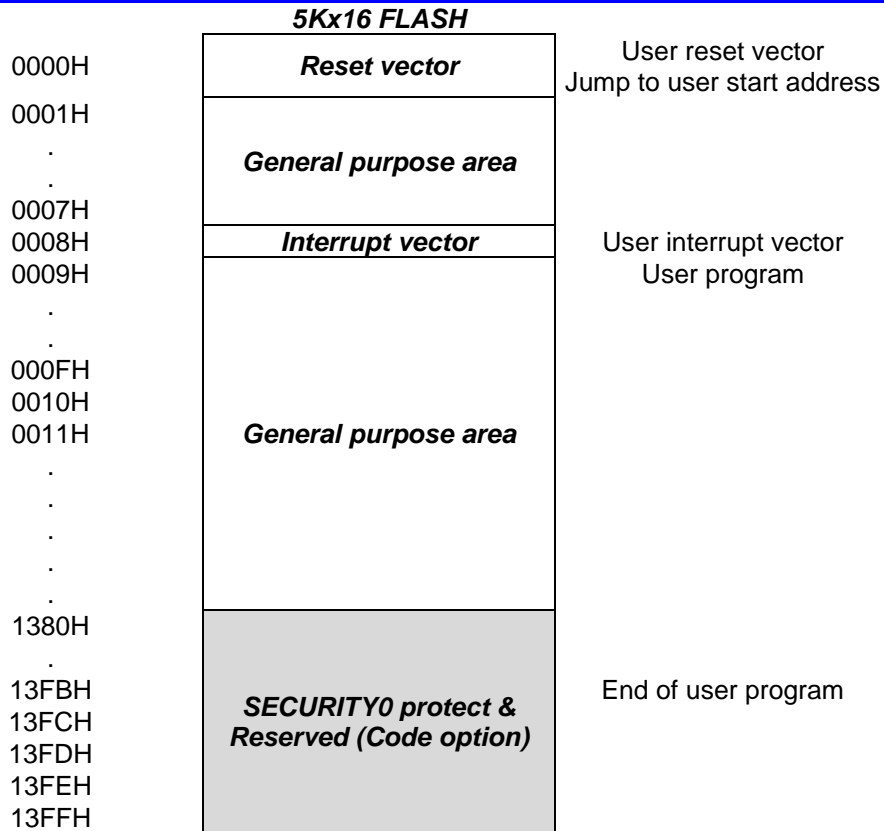 5Kx16 FLASH
0000H Reset vector User reset vector
Jump to user start address
0001H
.
General purpose area
.
0007H
0008H Interrupt vector User interrupt vector
0009H User program
.
.
000FH
0010H
0011H General purpose area
.
.
.
.
.
1380H
.
13FBH SECURITY0 protect & End of user program
13FCH Reserved (Code option)
13FDH
13FEH
13FFH